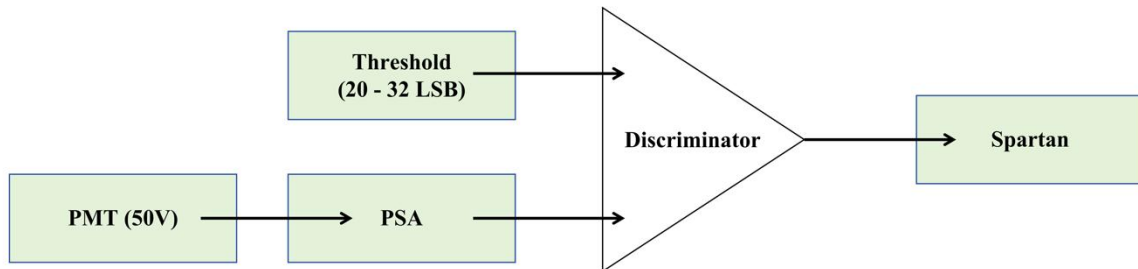 Threshold
(20 - 32 LSB)
Discriminator
Spartan
PMT (50V)
PSA